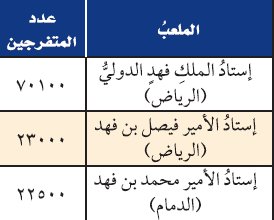 الملعبُ
عدد
المتفرجين
إستادُ الملكِ فهدٍ الدوليُّ
(الرياض)
٧٠١٠٠
إستادُ الأمير فيصل بن فهد
(الرياض)
٢٣٠٠٠
إستادُ الأمير محمد بن فهد
(الدمام)
٢٢٥٠٠